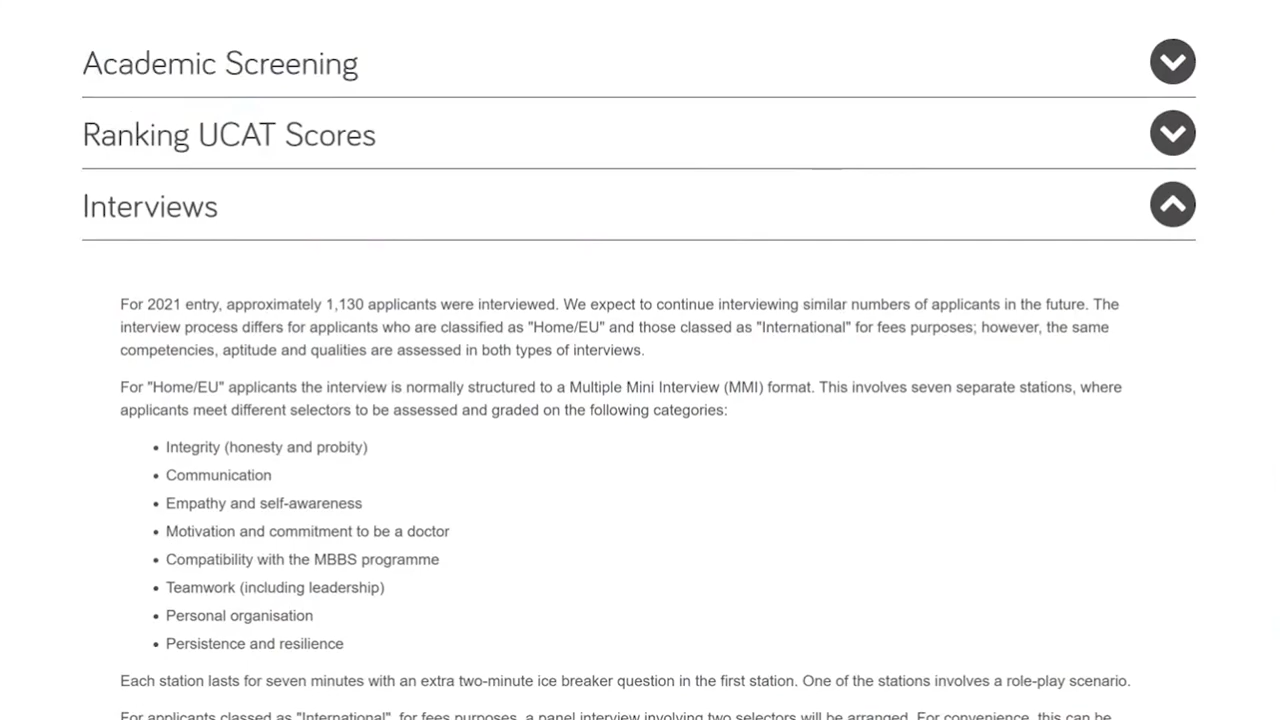 Academic Screening
Ranking UCAT Scores
Interviews
For 2021 entry, approximately 1,130 applicants were interviewed. We expect to continue interviewing similar numbers of applicants in the future. The
interview process differs for applicants who are classified as "Home/EU" and those classed as "International" for fees purposes; however, the same
competencies, aptitude and qualities are assessed in both types of interviews.
For "Home/EU" applicants the interview is normally structured to a Multiple Mini Interview (MMI) format. This involves seven separate stations, where
applicants meet different selectors to be assessed and graded on the following categories:
• Integrity (honesty and probity)
• Communication
• Empathy and self-awareness
• Motivation and commitment to be a doctor
• Compatibility with the MBBS programme
• Teamwork (including leadership)
• Personal organisation
• Persistence and resilience
Each station lasts for seven minutes with an extra two-minute ice breaker question in the first station. One of the stations involves a role-play scenario.
For applicants classed as "International", for fees purposes, a panel interview involving two selectors will be arranged. For convenience, this can be